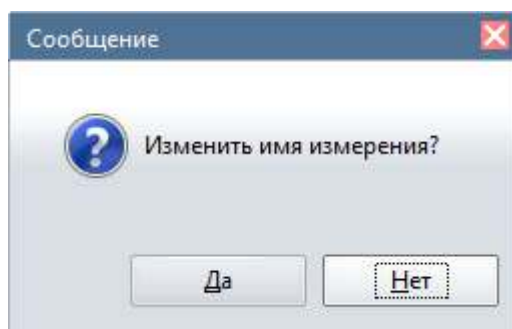 Сообщение
Изменить имя измерения?
Да
Нет